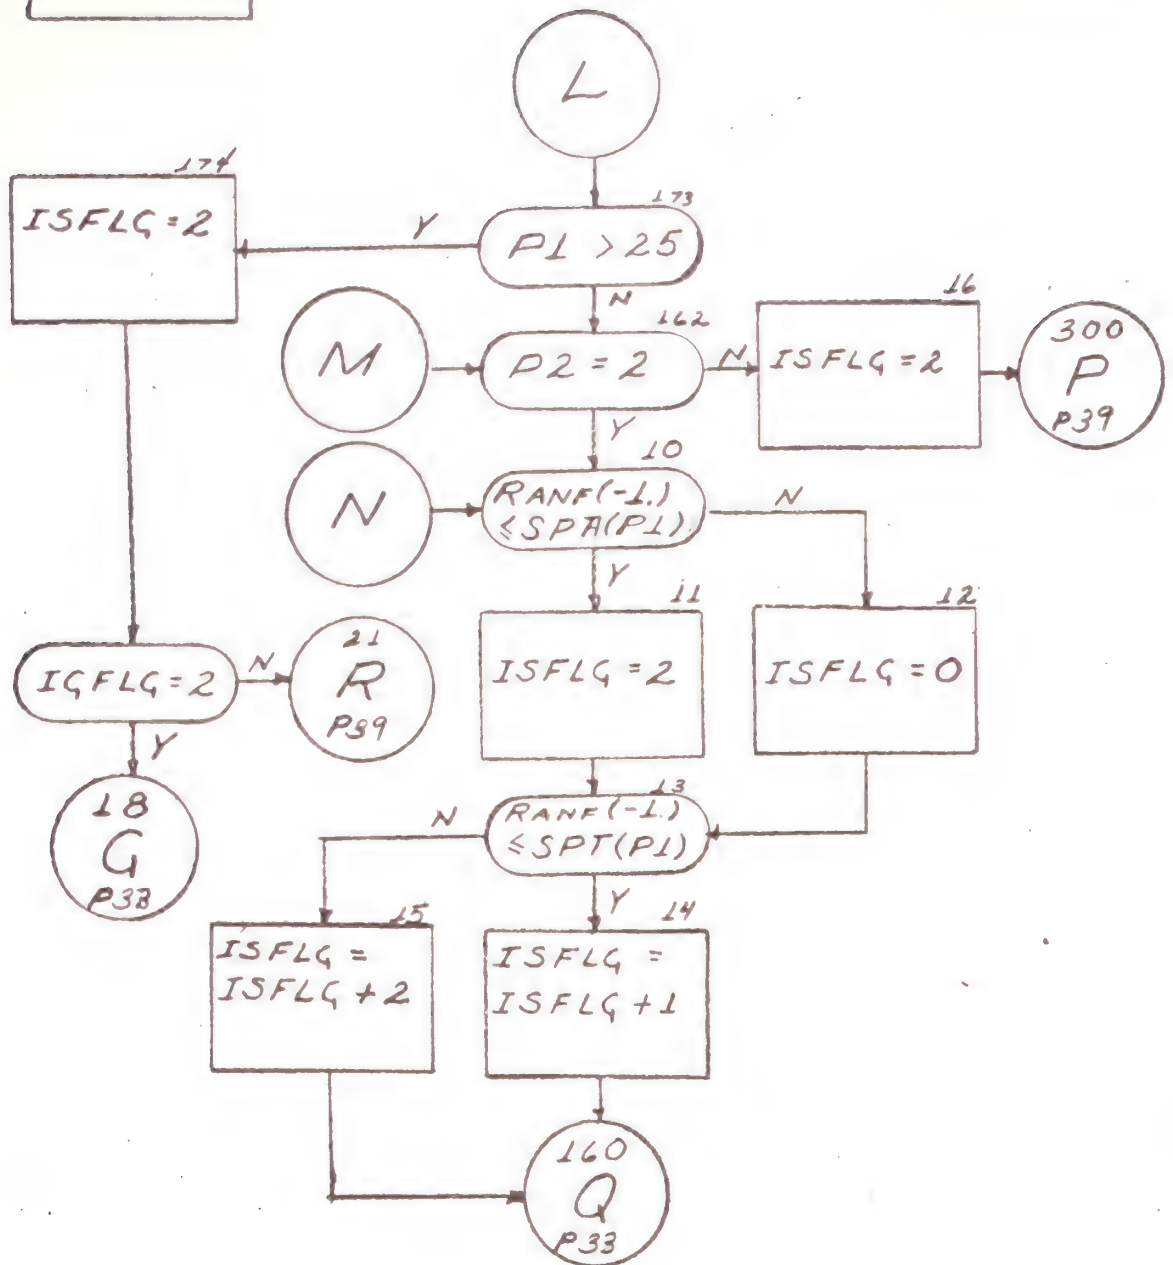 L
174
ISFLG=2
173
P1 >25
Y
N
M
162
P2=2
N
16
ISFLG=2
300
P
P39
Y
N
10
RANF(-1.)
≤SPA(P1)
N
Y
11
ISFLG=2
12
ISFLG=0
IGFLG=2
N
21
R
P39
Y
18
G
P33
13
RANF(-1.)
≤SPT(P1)
N
Y
15
ISFLG=
ISFLG+2
14
ISFLG=
ISFLG+1
160
Q
P33